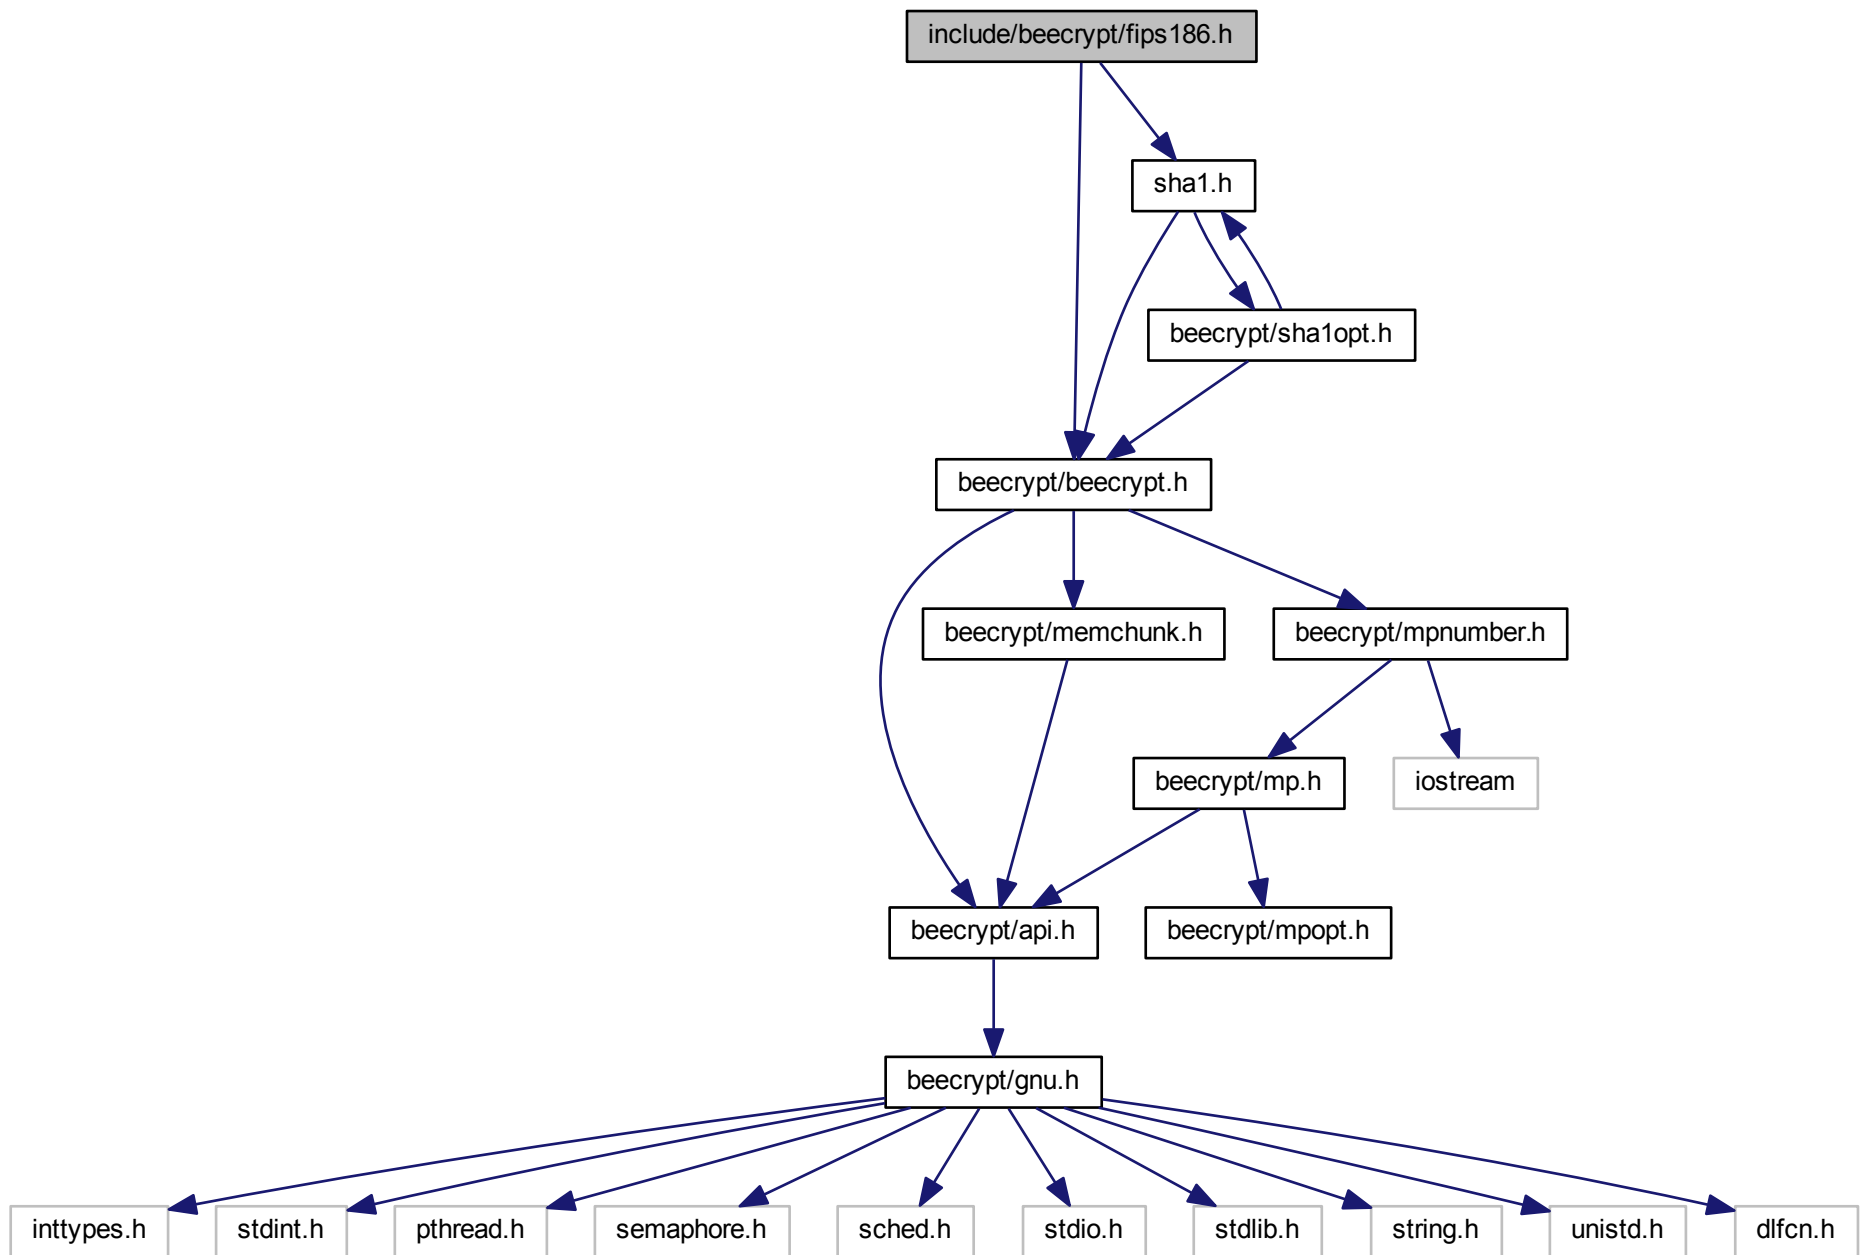 include/beecrypt/fips186.h
sha1.h
beecrypt/sha1opt.h
beecrypt/beecrypt.h
beecrypt/memchunk.h
beecrypt/mpnumber.h
beecrypt/mp.h
iostream
beecrypt/api.h
beecrypt/mpopt.h
beecrypt/gnu.h
inttypes.h
stdint.h
pthread.h
semaphore.h
sched.h
stdio.h
stdlib.h
string.h
unistd.h
dlfcn.h